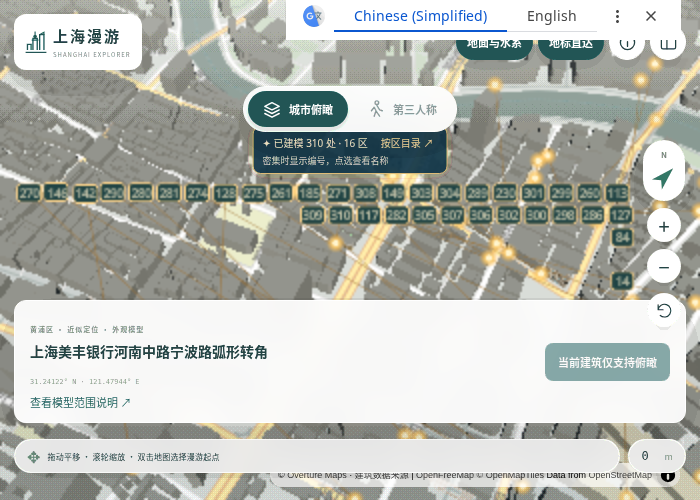 Chinese (Simplified) English
上海漫游
SHANGHAI EXPLORER
地面与水系 地标直达
城市俯瞰 第三人称
✦ 已建模 310 处 · 16 区 按区目录 ↗
密集时显示编号，点选查看名称
N
270 146 142 290 280 281 274 128 275 261 185 271 308 149 303 304 289 230 301 299 260 113
309 310 117 282 305 307 306 302 300 298 286 127
84
14
黄浦区 · 近似定位 · 外观模型
上海美丰银行河南中路宁波路弧形转角
当前建筑仅支持俯瞰
31.24122° N · 121.47944° E
查看模型范围说明 ↗
拖动平移 · 滚轮缩放 · 双击地图选择漫游起点
0 m
© Overture Maps · 建筑数据来源 | OpenFreeMap © OpenMapTiles Data from OpenStreetMap